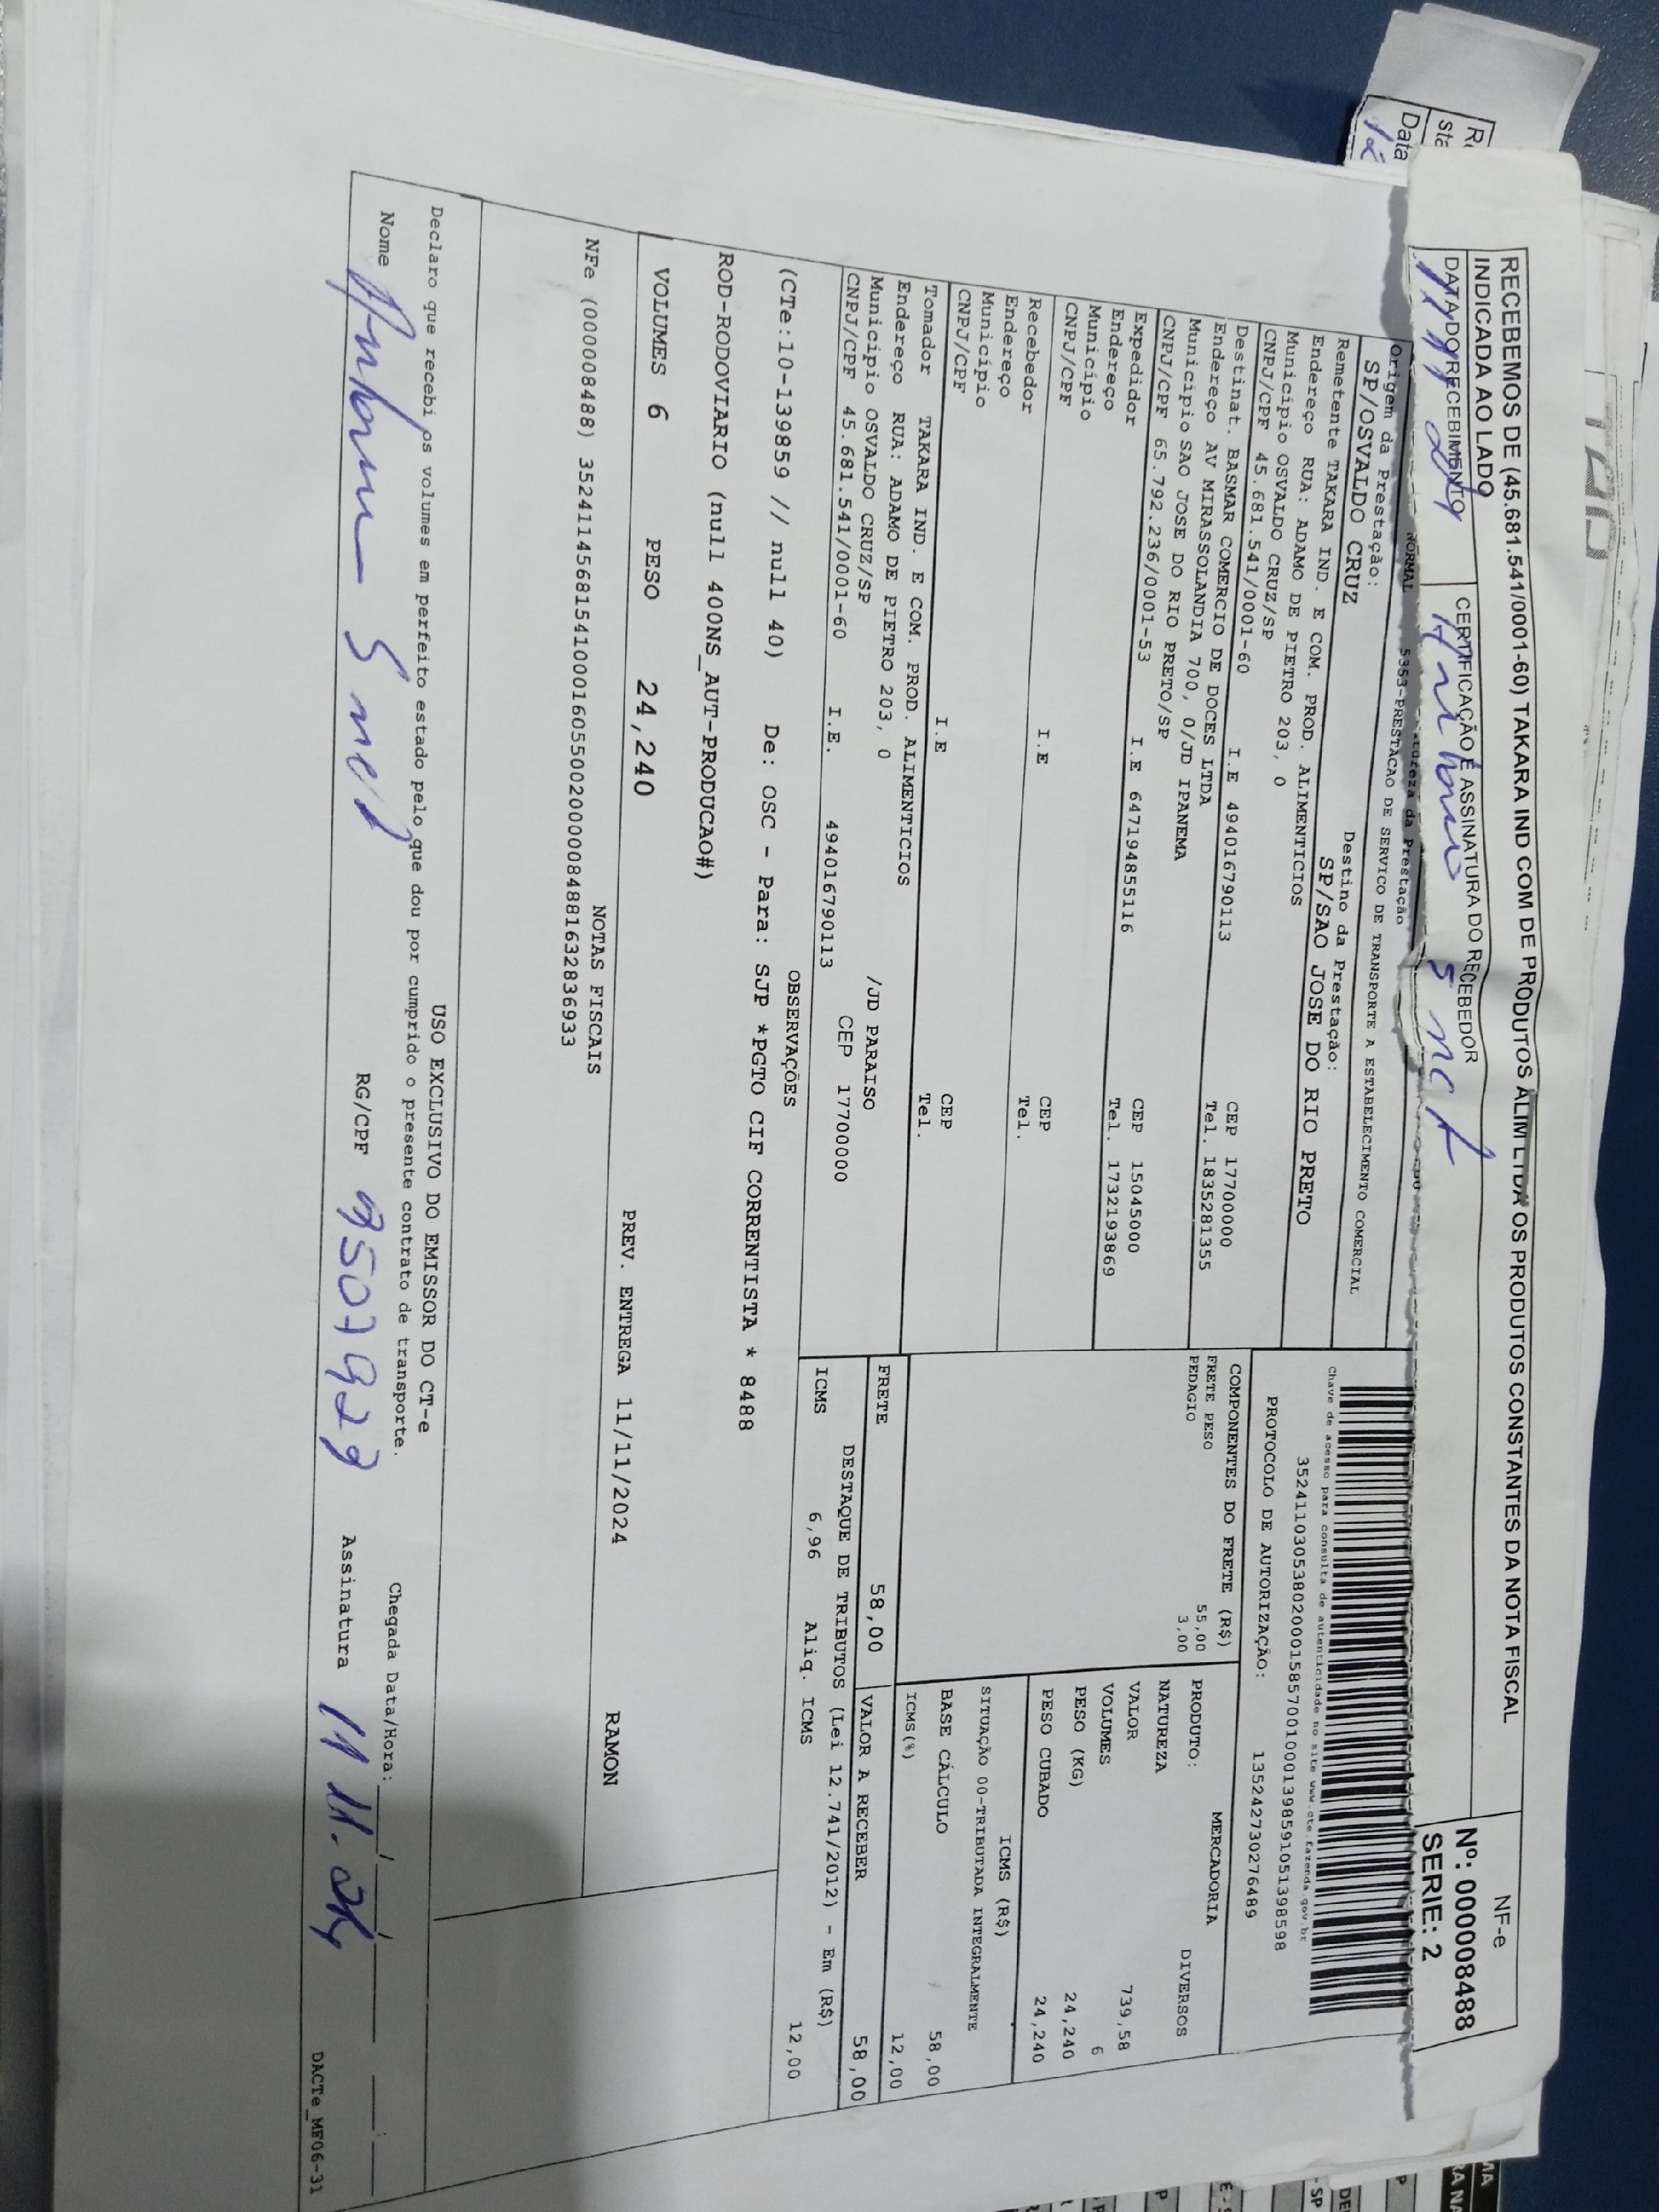 RECEBEMOS DE (45.681.541/0001-60) TAKARA IND COM DE PRODUTOS ALIM LTDA OS PRODUTOS CONSTANTES DA NOTA FISCAL
INDICADA AO LADO
DATA DO RECEBIMENTO
CERTIFICAÇÃO E ASSINATURA DO RECEBEDOR
NF-e
Nº: 000008488
SERIE: 2
NORMAL
5353-PRESTACAO DE SERVICO DE TRANSPORTE A ESTABELECIMENTO COMERCIAL
Origem da Prestação:
SP/OSVALDO CRUZ
Destino da Prestação:
SP/SAO JOSE DO RIO PRETO
Remetente TAKARA IND. E COM. PROD. ALIMENTICIOS
Endereço RUA: ADAMO DE PIETRO 203, 0
Município OSVALDO CRUZ/SP CEP 17700000
CNPJ/CPF 45.681.541/0001-60 I.E 494016790113 Tel. 1835281355
Destinat. BASMAR COMERCIO DE DOCES LTDA
Endereço AV MIRASSOLANDIA 700, 0/JD IPANEMA
Município SAO JOSE DO RIO PRETO/SP CEP 15045000
CNPJ/CPF 65.792.236/0001-53 I.E 647194855116 Tel. 1732193869
Expedidor
Endereço
Município CEP
CNPJ/CPF I.E Tel.
Recebedor
Endereço
Município CEP
CNPJ/CPF I.E Tel.
Tomador TAKARA IND. E COM. PROD. ALIMENTICIOS
Endereço RUA: ADAMO DE PIETRO 203, 0 /JD PARAISO
Município OSVALDO CRUZ/SP CEP 17700000
CNPJ/CPF 45.681.541/0001-60 I.E. 494016790113
Chave de acesso para consulta de autenticidade no site www.cte.fazenda.gov.br
35241103053802000158570010001398591051398598
PROTOCOLO DE AUTORIZAÇÃO: 135242730276489
COMPONENTES DO FRETE (R$)
FRETE PESO 55,00
PEDAGIO 3,00
MERCADORIA
PRODUTO: DIVERSOS
NATUREZA
VALOR 739,58
VOLUMES 6
PESO (KG) 24,240
PESO CUBADO 24,240
ICMS (R$)
SITUAÇÃO 00-TRIBUTADA INTEGRALMENTE
BASE CÁLCULO 58,00
ICMS(%) 12,00
FRETE 58,00 VALOR A RECEBER 58,00
DESTAQUE DE TRIBUTOS (Lei 12.741/2012) - Em (R$)
ICMS 6,96 Aliq. ICMS 12,00
OBSERVAÇÕES
(CTe:10-139859 // null 40) De: OSC - Para: SJP *PGTO CIF CORRENTISTA * 8488
ROD-RODOVIARIO (null 400NS_AUT-PRODUCAO#)
VOLUMES 6 PESO 24,240 PREV. ENTREGA 11/11/2024 RAMON
NOTAS FISCAIS
NFe (000008488) 35241145681541000160550020000084881632836933
USO EXCLUSIVO DO EMISSOR DO CT-e
Declaro que recebi os volumes em perfeito estado pelo que dou por cumprido o presente contrato de transporte.
Chegada Data/Hora:
Nome RG/CPF Assinatura 11 11.24
DACTe_MF06-31